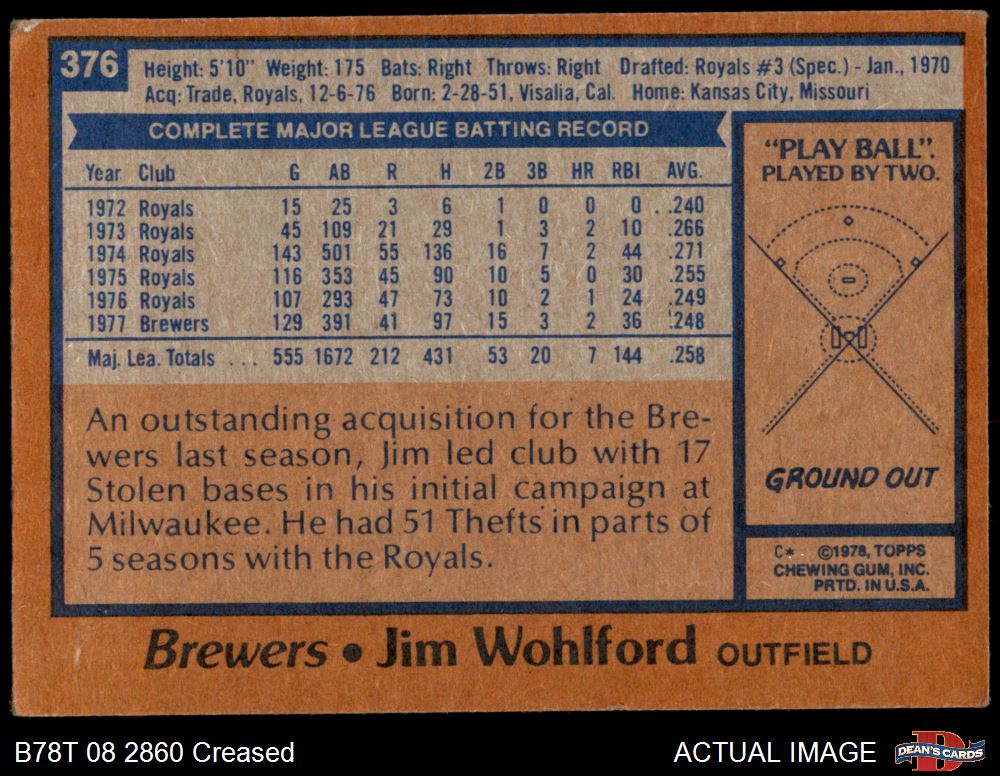 376
Height: 5'10" Weight: 175 Bats: Right Throws: Right Drafted: Royals #3 (Spec.) - Jan., 1970
Acq: Trade, Royals, 12-6-76 Born: 2-28-51, Visalia, Cal. Home: Kansas City, Missouri
COMPLETE MAJOR LEAGUE BATTING RECORD
Year Club G AB R H 2B 3B HR RBI AVG.
1972 Royals 15 25 3 6 1 0 0 0 . .240
1973 Royals 45 109 21 29 1 3 2 10 .266
1974 Royals 143 501 55 136 16 7 2 44 .271
1975 Royals 116 353 45 90 10 5 0 30 .255
1976 Royals 107 293 47 73 10 2 1 24 .249
1977 Brewers 129 391 41 97 15 3 2 36 .248
Maj. Lea. Totals . . . 555 1672 212 431 53 20 7 144 .258
An outstanding acquisition for the Bre-
wers last season, Jim led club with 17
Stolen bases in his initial campaign at
Milwaukee. He had 51 Thefts in parts of
5 seasons with the Royals.
"PLAY BALL".
PLAYED BY TWO.
GROUND OUT
C* ©1978, TOPPS
CHEWING GUM, INC.
PRTD. IN U.S.A.
Brewers • Jim Wohlford OUTFIELD
B78T 08 2860 Creased
ACTUAL IMAGE
D
DEAN'S CARDS